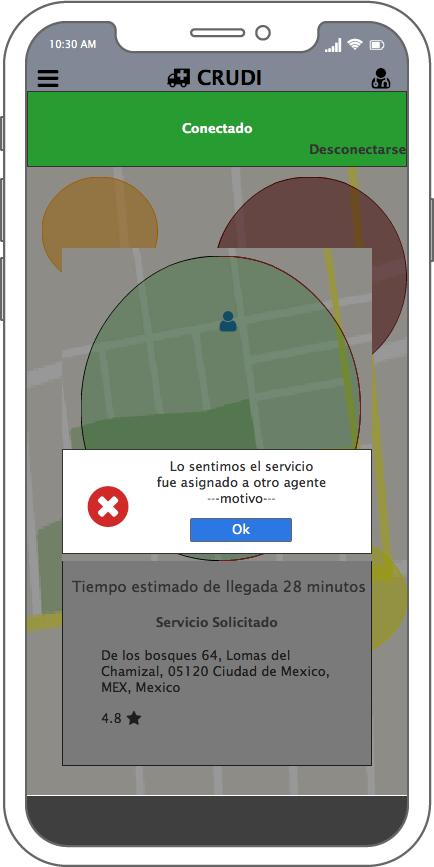 10:30 AM
CRUDI
Conectado
Desconectarse
Lo sentimos el servicio
fue asignado a otro agente
---motivo---
Ok
Tiempo estimado de llegada 28 minutos
Servicio Solicitado
De los bosques 64, Lomas del
Chamizal, 05120 Ciudad de Mexico,
MEX, Mexico
4.8